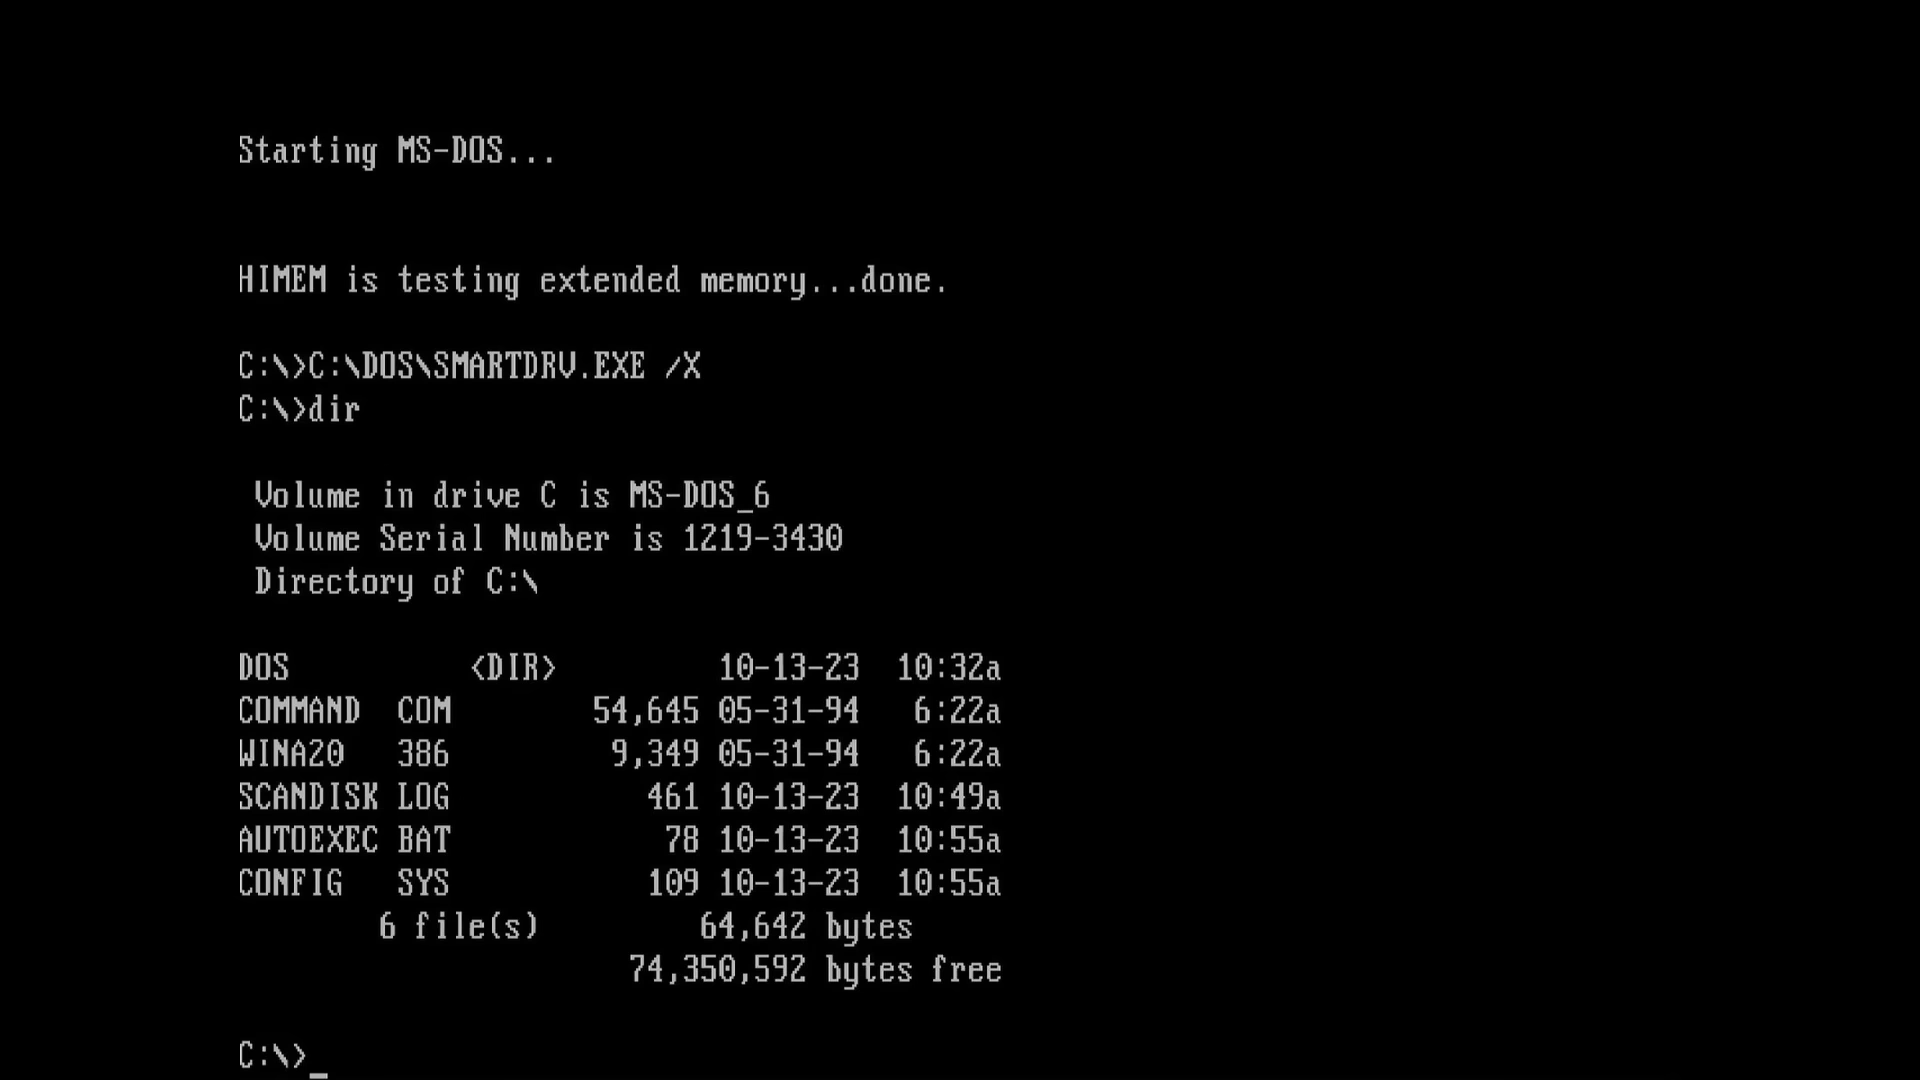 Starting MS-DOS...
HIMEM is testing extended memory...done.
C:\>C:\DOS\SMARTDRV.EXE /X
C:\>dir
Volume in drive C is MS-DOS_6
Volume Serial Number is 1219-3430
Directory of C:\
DOS          <DIR>         10-13-23  10:32a
COMMAND  COM        54,645 05-31-94   6:22a
WINA20   386         9,349 05-31-94   6:22a
SCANDISK LOG           461 10-13-23  10:49a
AUTOEXEC BAT            78 10-13-23  10:55a
CONFIG   SYS           109 10-13-23  10:55a
        6 file(s)         64,642 bytes
                      74,350,592 bytes free
C:\>_